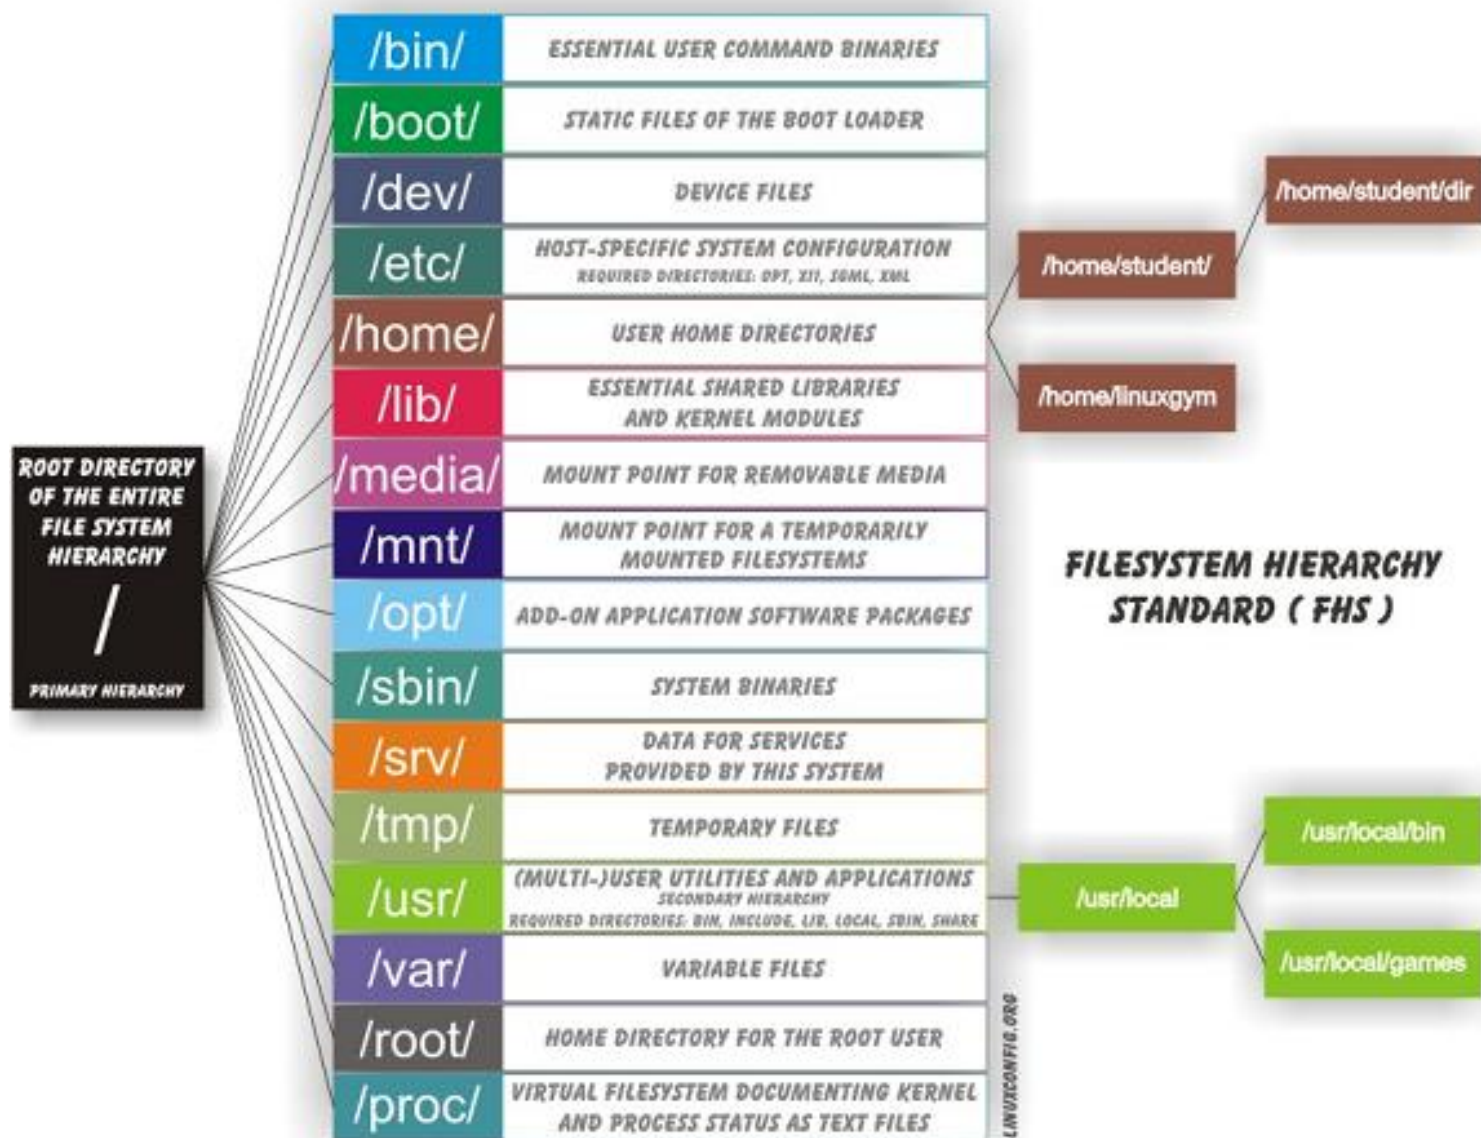 ROOT DIRECTORY
OF THE ENTIRE
FILE SYSTEM
HIERARCHY
/
PRIMARY HIERARCHY
/bin/
ESSENTIAL USER COMMAND BINARIES
/boot/
STATIC FILES OF THE BOOT LOADER
/dev/
DEVICE FILES
/etc/
HOST-SPECIFIC SYSTEM CONFIGURATION
REQUIRED DIRECTORIES: OPT, X11, SGML, XML
/home/
USER HOME DIRECTORIES
/lib/
ESSENTIAL SHARED LIBRARIES
AND KERNEL MODULES
/media/
MOUNT POINT FOR REMOVABLE MEDIA
/mnt/
MOUNT POINT FOR A TEMPORARILY
MOUNTED FILESYSTEMS
/opt/
ADD-ON APPLICATION SOFTWARE PACKAGES
/sbin/
SYSTEM BINARIES
/srv/
DATA FOR SERVICES
PROVIDED BY THIS SYSTEM
/tmp/
TEMPORARY FILES
/usr/
(MULTI-)USER UTILITIES AND APPLICATIONS
SECONDARY HIERARCHY
REQUIRED DIRECTORIES: BIN, INCLUDE, LIB, LOCAL, SBIN, SHARE
/var/
VARIABLE FILES
/root/
HOME DIRECTORY FOR THE ROOT USER
/proc/
VIRTUAL FILESYSTEM DOCUMENTING KERNEL
AND PROCESS STATUS AS TEXT FILES
/home/student/
/home/student/dir
/home/linuxgym
FILESYSTEM HIERARCHY
STANDARD ( FHS )
/usr/local
/usr/local/bin
/usr/local/games
LINUXCONFIG.ORG